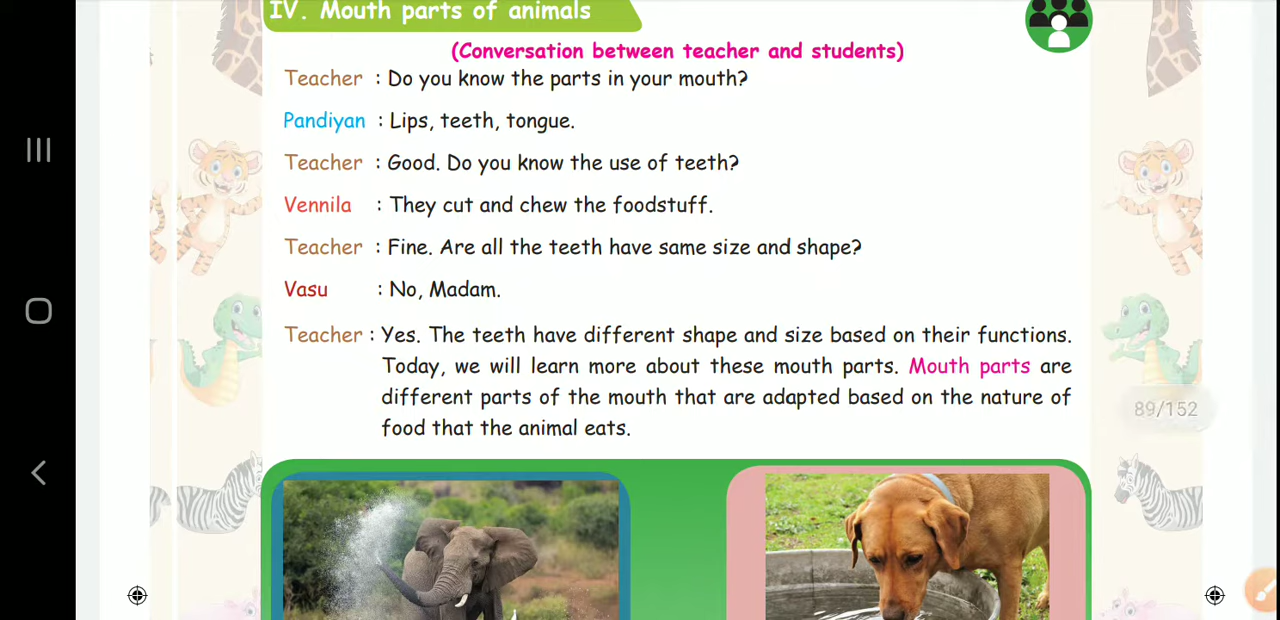 IV. Mouth parts of animals
(Conversation between teacher and students)
Teacher : Do you know the parts in your mouth?
Pandiyan : Lips, teeth, tongue.
Teacher : Good. Do you know the use of teeth?
Vennila : They cut and chew the foodstuff.
Teacher : Fine. Are all the teeth have same size and shape?
Vasu : No, Madam.
Teacher : Yes. The teeth have different shape and size based on their functions.
Today, we will learn more about these mouth parts. Mouth parts are
different parts of the mouth that are adapted based on the nature of
food that the animal eats.
89/152